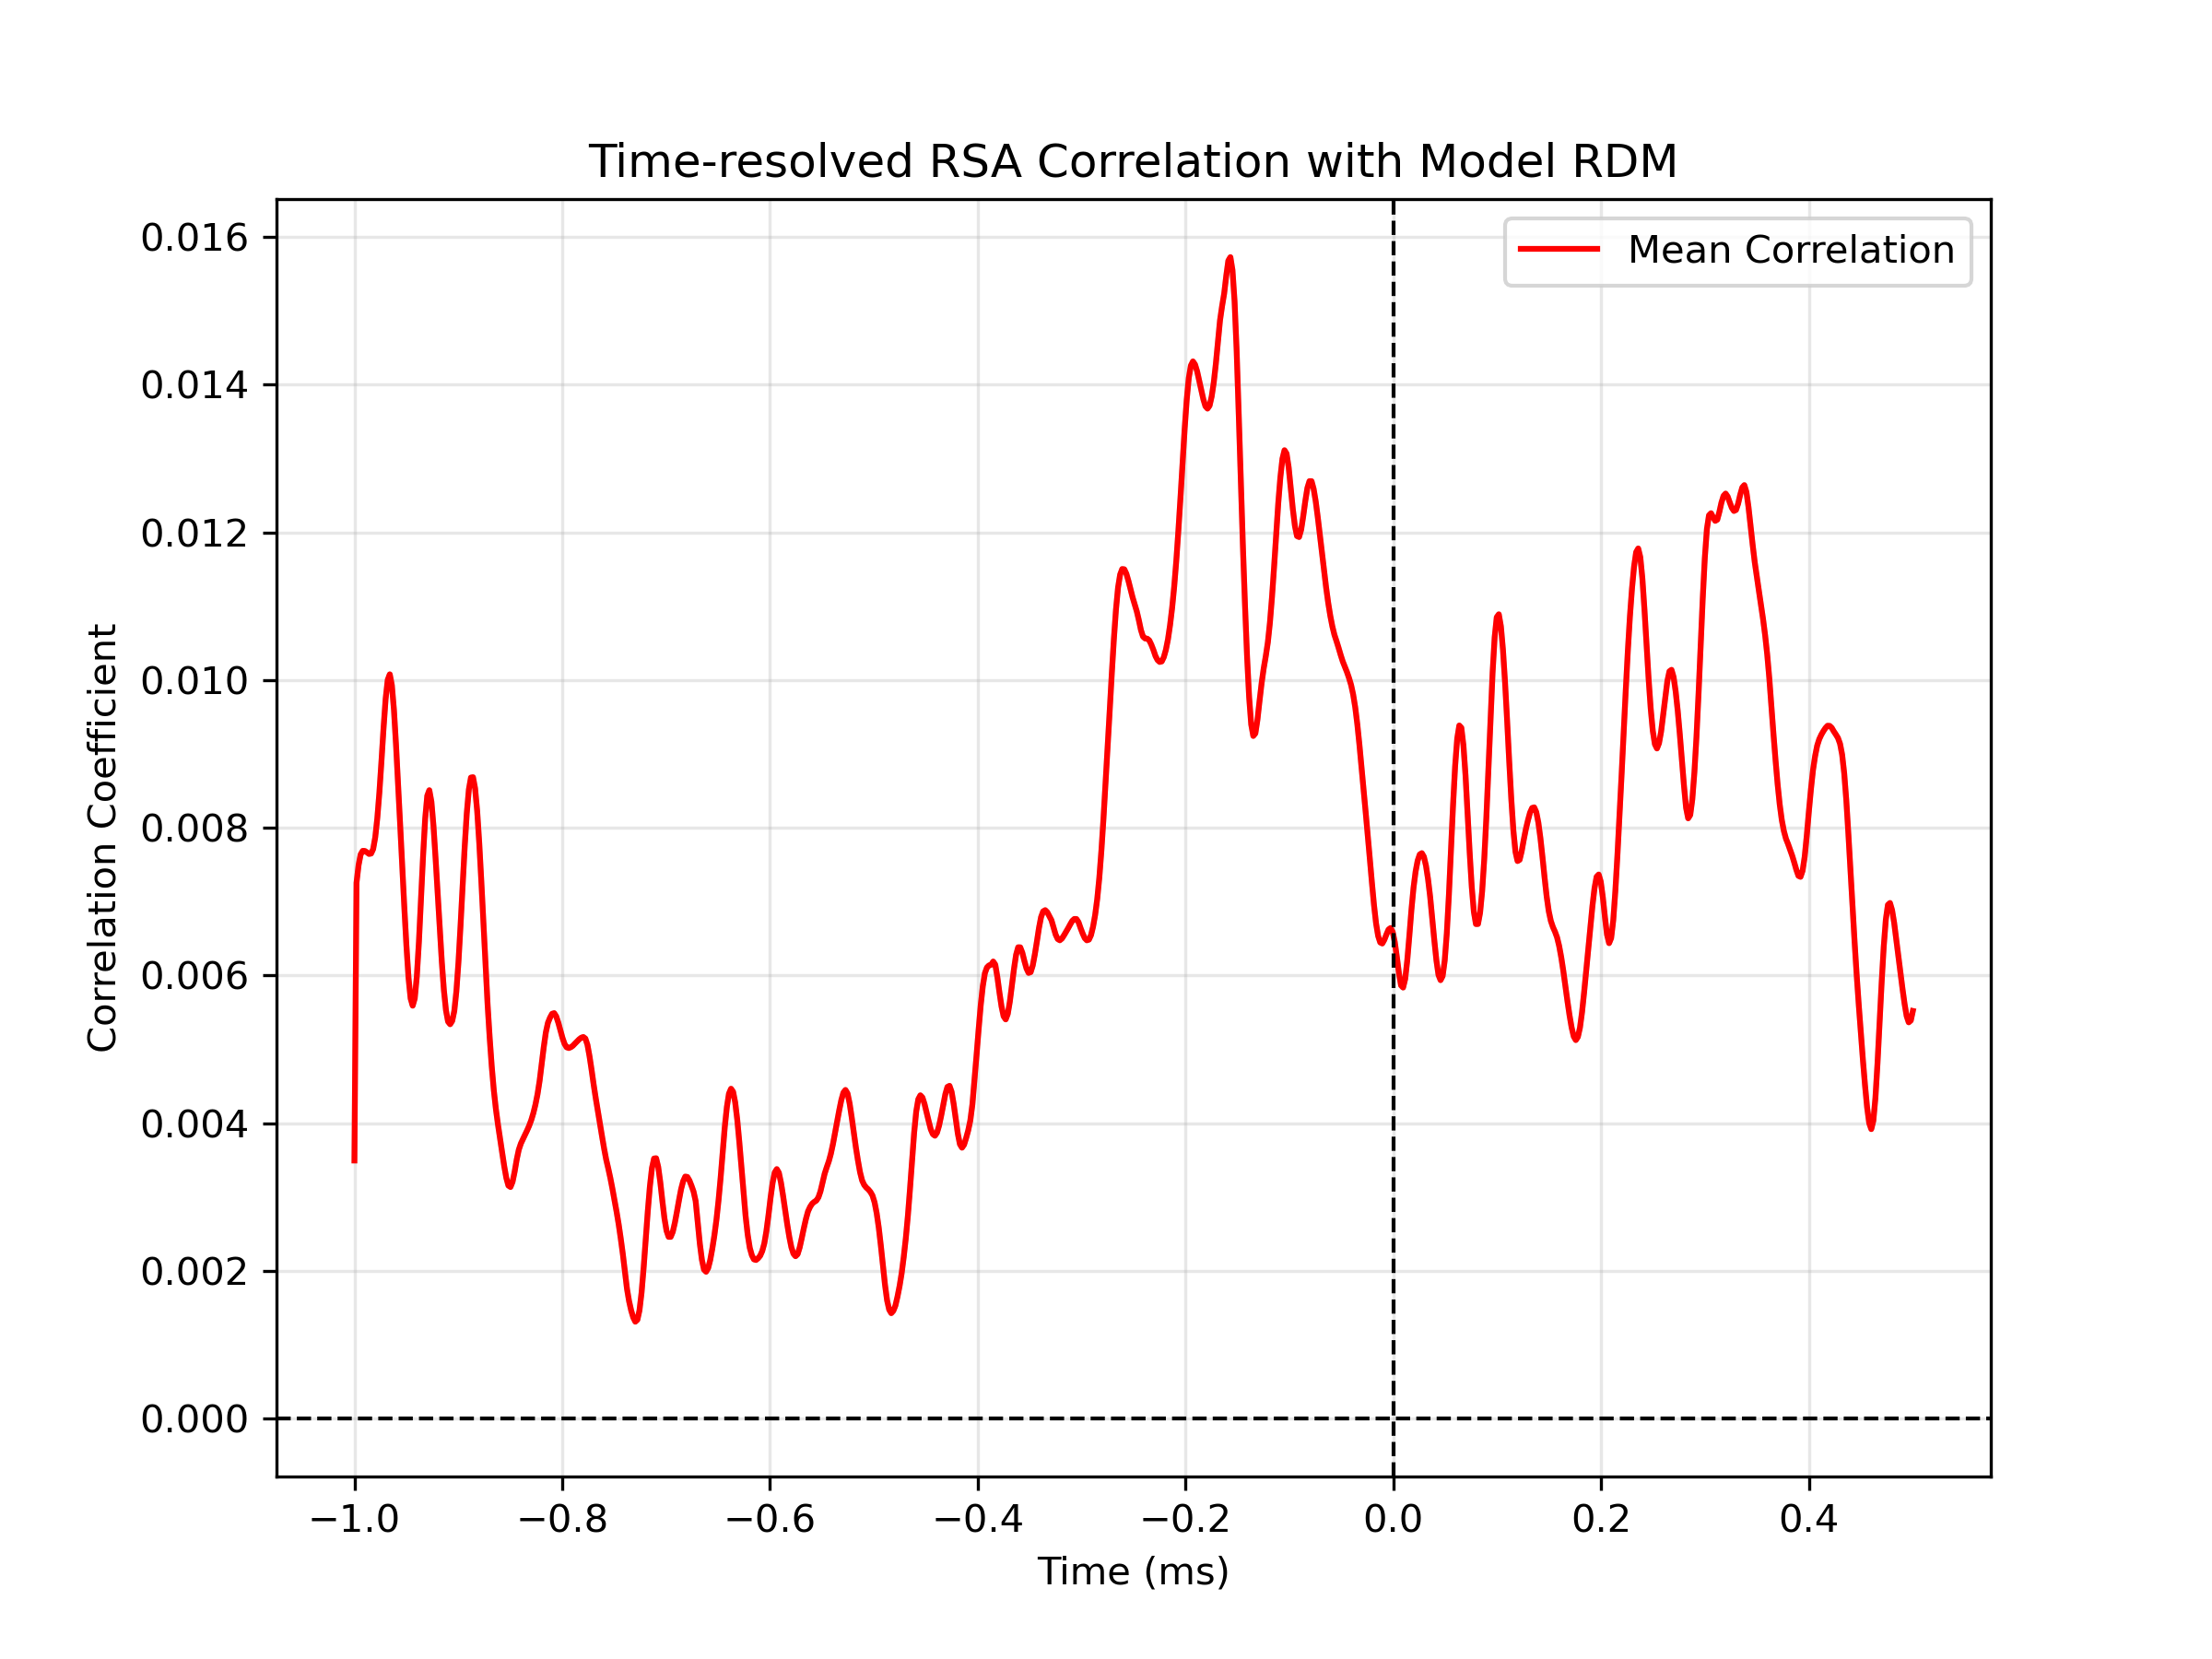 Time-resolved RSA Correlation with Model RDM
Mean Correlation
Correlation Coefficient
0.016
0.014
0.012
0.010
0.008
0.006
0.004
0.002
0.000
−1.0 −0.8 −0.6 −0.4 −0.2 0.0 0.2 0.4
Time (ms)